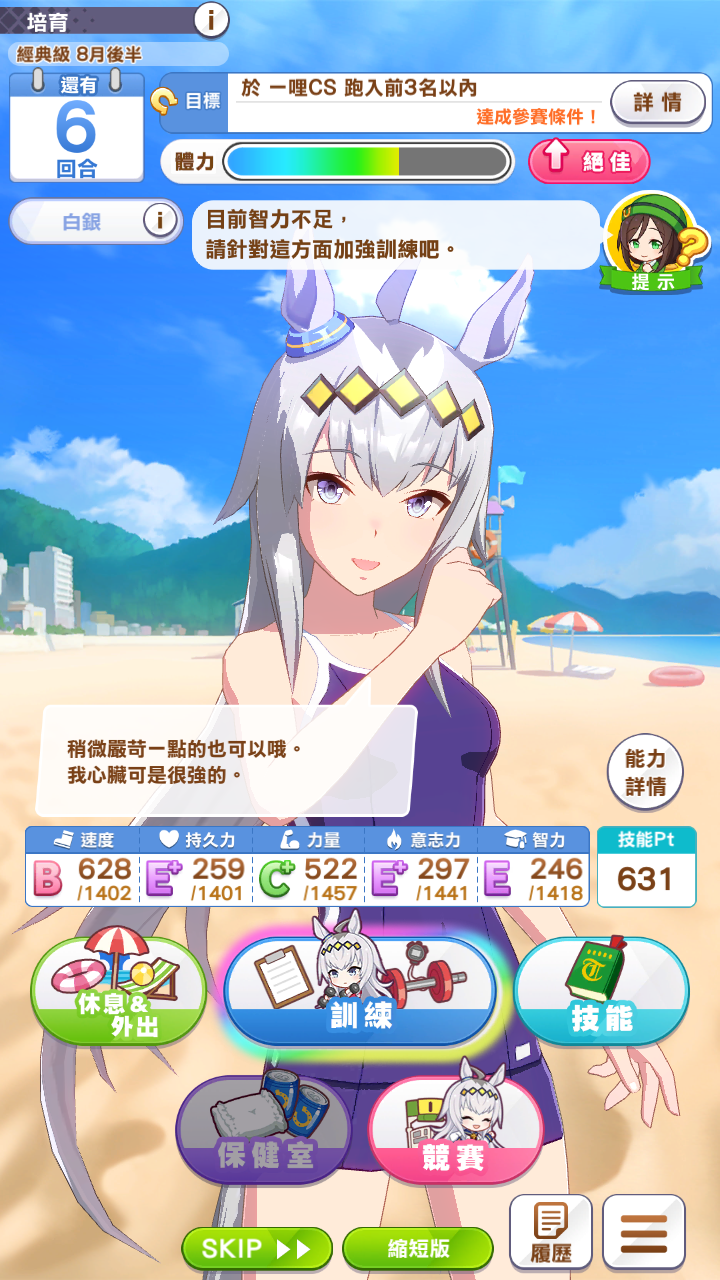 培育
i
經典級 8月後半
還有
6
回合
目標
於 一哩CS 跑入前3名以內
達成參賽條件！
詳情
體力
絕佳
白銀
i
目前智力不足，
請針對這方面加強訓練吧。
提示
稍微嚴苛一點的也可以哦。
我心臟可是很強的。
能力
詳情
速度
持久力
力量
意志力
智力
技能Pt
B 628
/1402
E+ 259
/1401
C+ 522
/1457
E+ 297
/1441
E 246
/1418
631
休息&
外出
訓練
技能
保健室
競賽
SKIP
縮短版
履歷